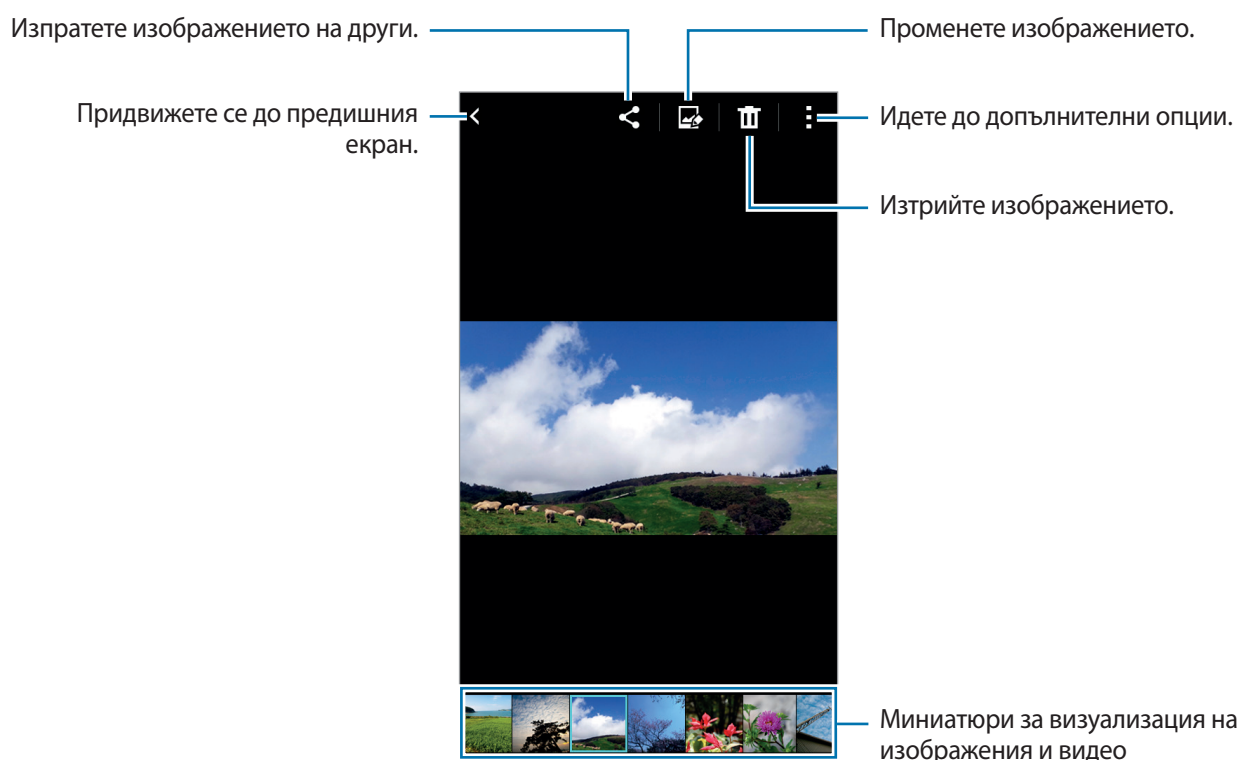 Изпратете изображението на други.
Променете изображението.
Придвижете се до предишния
екран.
Идете до допълнителни опции.
Изтрийте изображението.
Миниатюри за визуализация на
изображения и видео